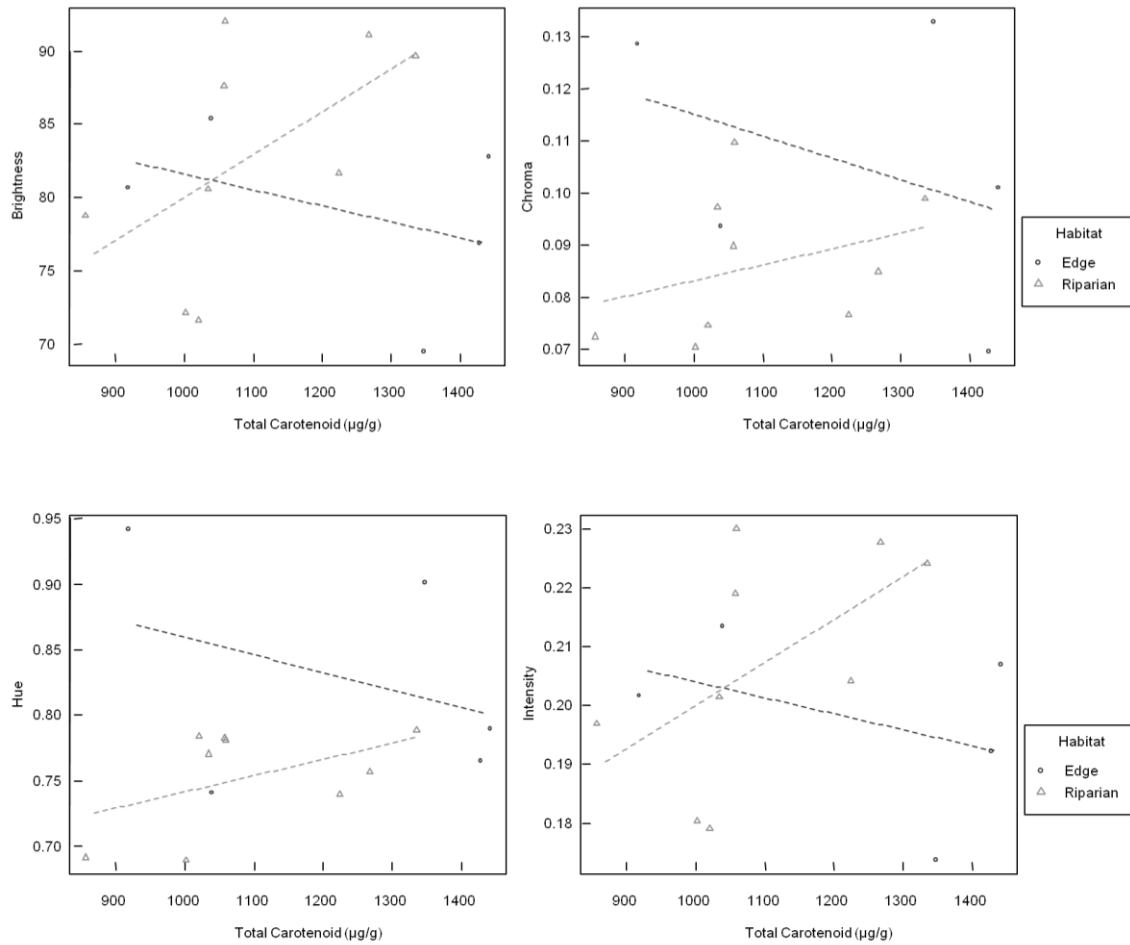 90
85
80
75
70
Brightness
900 1000 1100 1200 1300 1400
Total Carotenoid (µg/g)
0.13
0.12
0.11
0.10
0.09
0.08
0.07
Chroma
900 1000 1100 1200 1300 1400
Total Carotenoid (µg/g)
Habitat
Edge
Riparian
0.95
0.90
0.85
0.80
0.75
0.70
Hue
900 1000 1100 1200 1300 1400
Total Carotenoid (µg/g)
0.23
0.22
0.21
0.20
0.19
0.18
Intensity
900 1000 1100 1200 1300 1400
Total Carotenoid (µg/g)
Habitat
Edge
Riparian